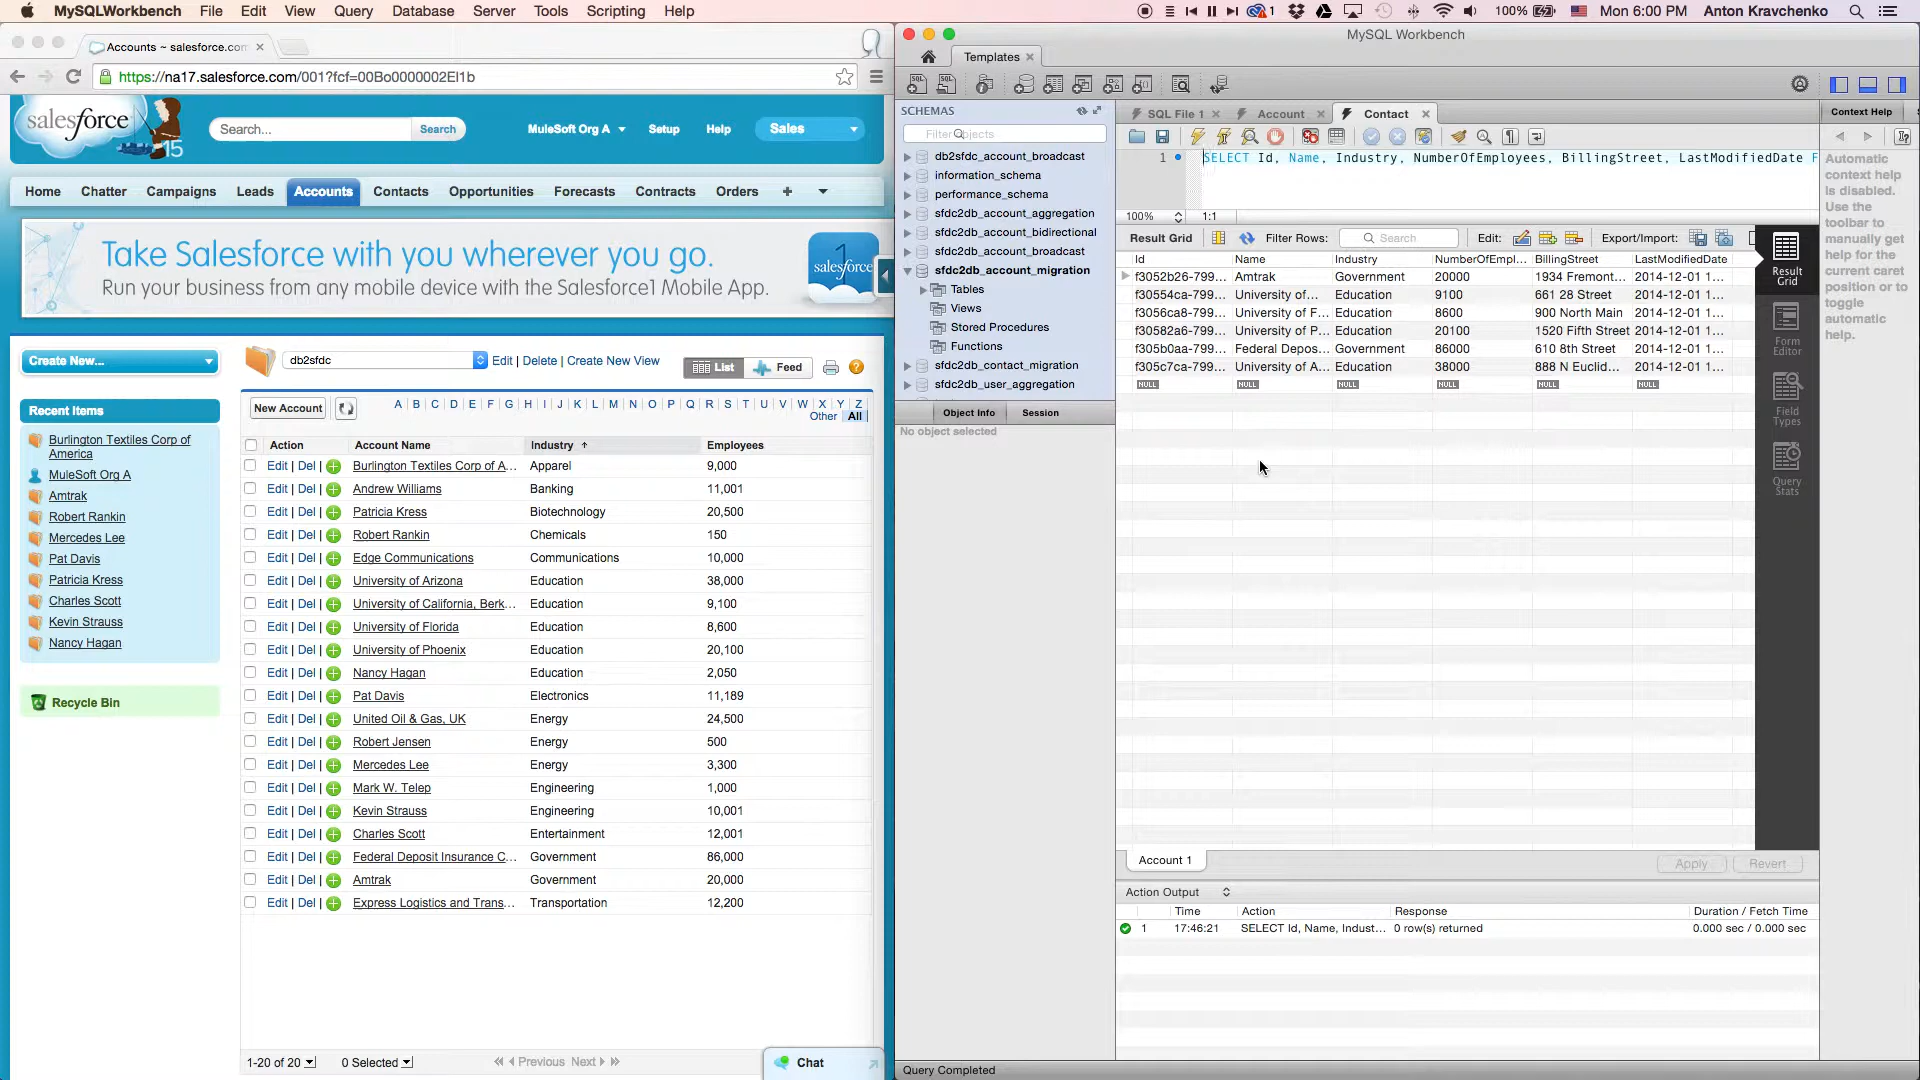 MySQLWorkbench File Edit View Query Database Server Tools Scripting Help
1 100% Mon 6:00 PM Anton Kravchenko
Accounts ~ salesforce.com
https://na17.salesforce.com/001?fcf=00Bo0000002EI1b
salesforce
15
Search...
Search
MuleSoft Org A
Setup
Help
Sales
Home Chatter Campaigns Leads Accounts Contacts Opportunities Forecasts Contracts Orders +
Take Salesforce with you wherever you go.
Run your business from any mobile device with the Salesforce1 Mobile App.
1
salesforce
Create New...
Recent Items
Burlington Textiles Corp of
America
MuleSoft Org A
Amtrak
Robert Rankin
Mercedes Lee
Pat Davis
Patricia Kress
Charles Scott
Kevin Strauss
Nancy Hagan
Recycle Bin
db2sfdc
Edit | Delete | Create New View
List
Feed
?
New Account
A B C D E F G H I J K L M N O P Q R S T U V W X Y Z
Other All
Action Account Name Industry Employees
Edit | Del | Burlington Textiles Corp of A... Apparel 9,000
Edit | Del | Andrew Williams Banking 11,001
Edit | Del | Patricia Kress Biotechnology 20,500
Edit | Del | Robert Rankin Chemicals 150
Edit | Del | Edge Communications Communications 10,000
Edit | Del | University of Arizona Education 38,000
Edit | Del | University of California, Berk... Education 9,100
Edit | Del | University of Florida Education 8,600
Edit | Del | University of Phoenix Education 20,100
Edit | Del | Nancy Hagan Education 2,050
Edit | Del | Pat Davis Electronics 11,189
Edit | Del | United Oil & Gas, UK Energy 24,500
Edit | Del | Robert Jensen Energy 500
Edit | Del | Mercedes Lee Energy 3,300
Edit | Del | Mark W. Telep Engineering 1,000
Edit | Del | Kevin Strauss Engineering 10,001
Edit | Del | Charles Scott Entertainment 12,001
Edit | Del | Federal Deposit Insurance C... Government 86,000
Edit | Del | Amtrak Government 20,000
Edit | Del | Express Logistics and Trans... Transportation 12,200
1-20 of 20
0 Selected
Previous Next
Chat
MySQL Workbench
Templates
SCHEMAS
Filter objects
db2sfdc_account_broadcast
information_schema
performance_schema
sfdc2db_account_aggregation
sfdc2db_account_bidirectional
sfdc2db_account_broadcast
sfdc2db_account_migration
Tables
Views
Stored Procedures
Functions
sfdc2db_contact_migration
sfdc2db_user_aggregation
Object Info Session
No object selected
SQL File 1 Account Contact
1 SELECT Id, Name, Industry, NumberOfEmployees, BillingStreet, LastModifiedDate F
100% 1:1
Result Grid Filter Rows: Search Edit: Export/Import:
Id Name Industry NumberOfEmpl... BillingStreet LastModifiedDate
f3052b26-799... Amtrak Government 20000 1934 Fremont... 2014-12-01 1...
f30554ca-799... University of... Education 9100 661 28 Street 2014-12-01 1...
f3056ca8-799... University of F... Education 8600 900 North Main 2014-12-01 1...
f30582a6-799... University of P... Education 20100 1520 Fifth Street 2014-12-01 1...
f305b0aa-799... Federal Depos... Government 86000 610 8th Street 2014-12-01 1...
f305c7ca-799... University of A... Education 38000 888 N Euclid... 2014-12-01 1...
NULL NULL NULL NULL NULL NULL
Result
Grid
Form
Editor
Field
Types
Query
Stats
Account 1
Apply
Revert
Action Output
Time Action Response Duration / Fetch Time
1 17:46:21 SELECT Id, Name, Indust... 0 row(s) returned 0.000 sec / 0.000 sec
Query Completed
Context Help
Automatic
context help
is disabled.
Use the
toolbar to
manually get
help for the
current caret
position or to
toggle
automatic
help.